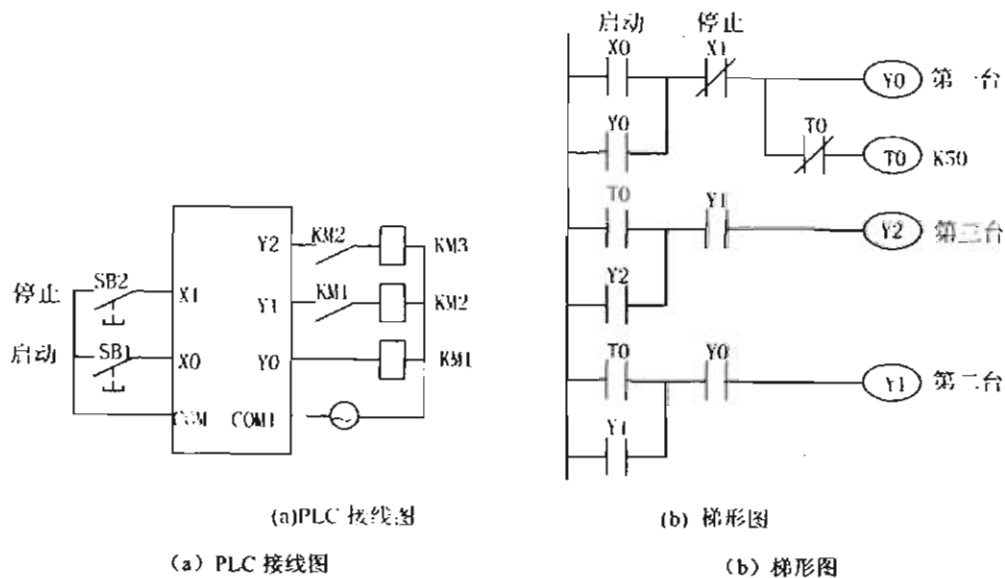 启动 停止
X0 X1
Y0 第一台
Y0 T0
T0 K50
T0 Y1
Y2 第三台
Y2
T0 Y0
Y1 第二台
Y1
Y2 KM2 KM3
停止 SB2 X1 Y1 KM1 KM2
启动 SB1 X0 Y0 KM1
COM COM1
(a)PLC 接线图
(b) 梯形图
（a）PLC 接线图
（b）梯形图